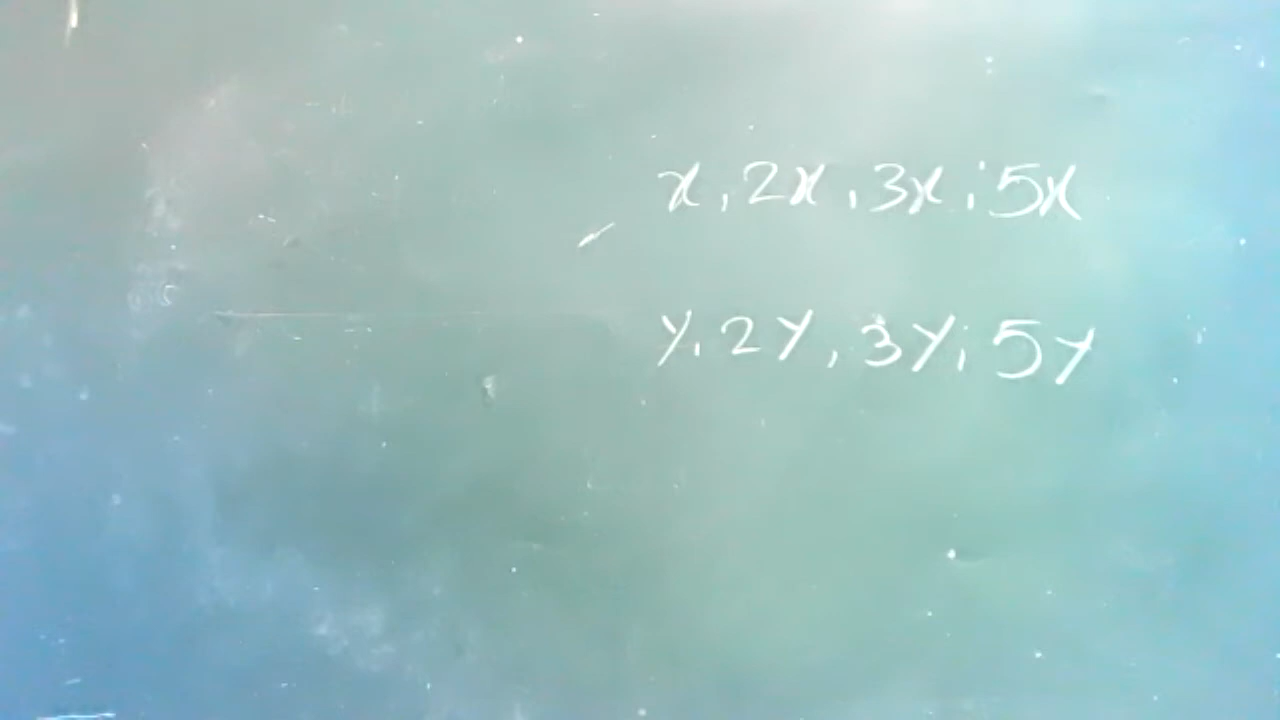 x, 2x, 3x; 5x
y, 2y, 3y; 5y